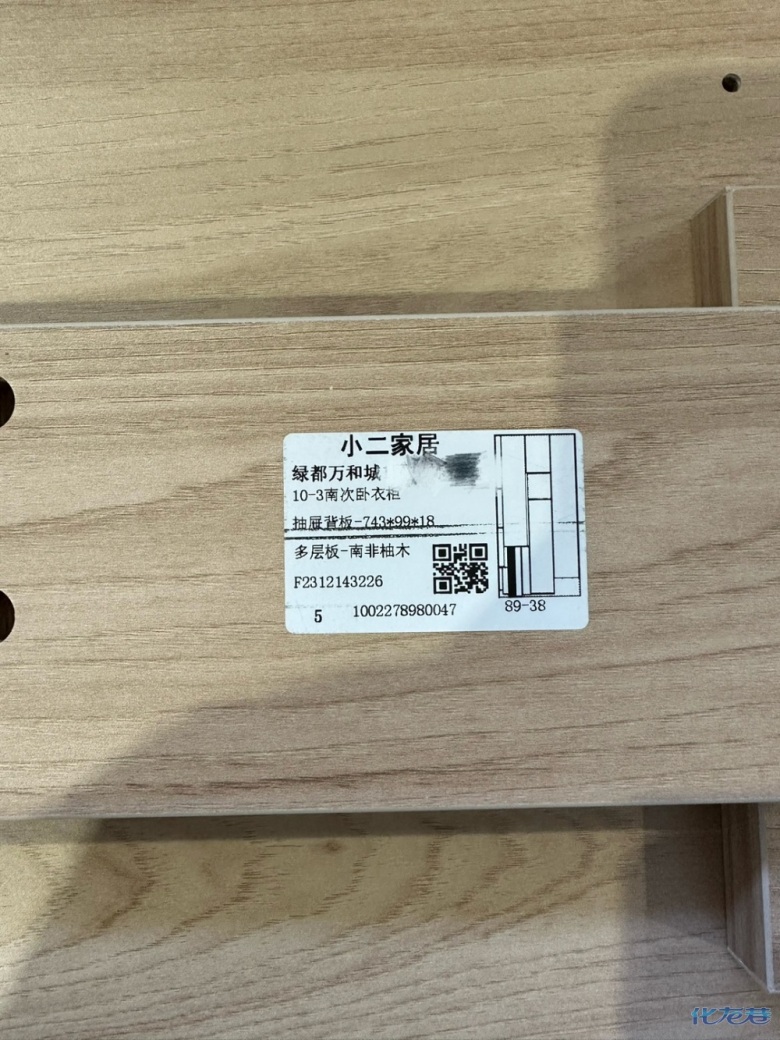 小二家居
绿都万和城
10-3南次卧衣柜
抽屉背板-743*99*18
多层板-南非柚木
F2312143226
5 1002278980047
89-38
化龙巷